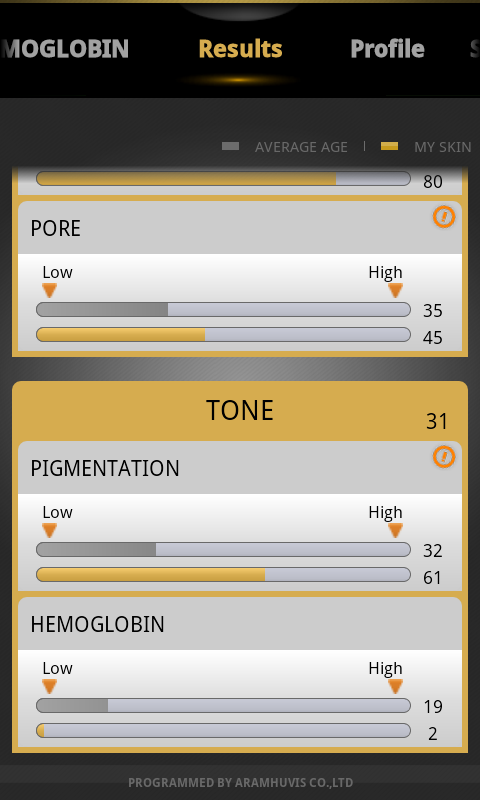 MOGLOBIN Results Profile
AVERAGE AGE | MY SKIN
80
PORE
Low High
35
45
TONE
31
PIGMENTATION
Low High
32
61
HEMOGLOBIN
Low High
19
2
PROGRAMMED BY ARAMHUVIS CO.,LTD